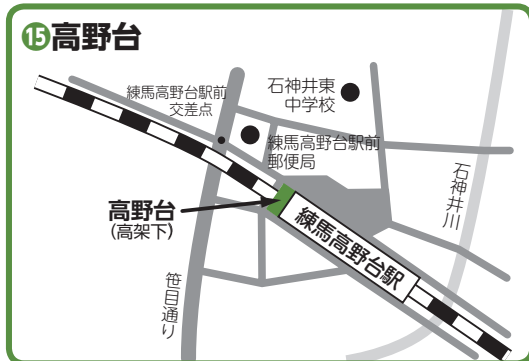 ⑮高野台
練馬高野台駅前
交差点
石神井東
中学校
練馬高野台駅前
郵便局
高野台
(高架下)
練馬高野台駅
石神井川
笹目通り